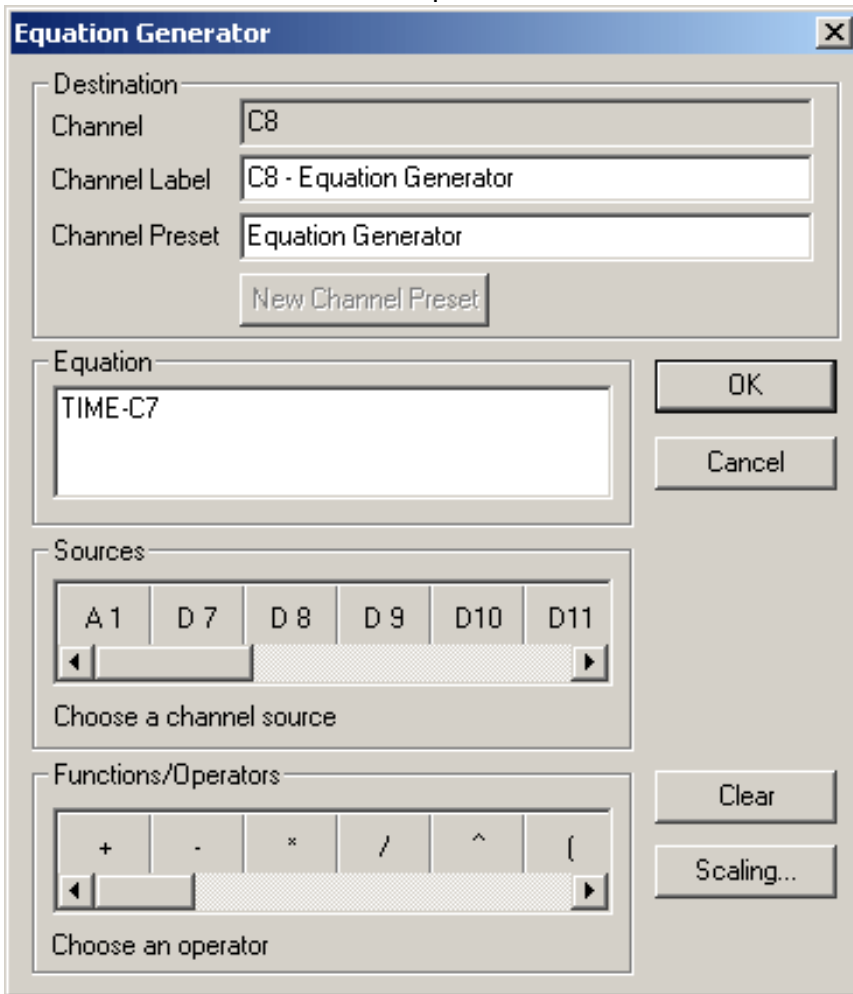 Equation Generator
Destination
Channel C8
Channel Label C8 - Equation Generator
Channel Preset Equation Generator
New Channel Preset
Equation
TIME-C7
OK
Cancel
Sources
A 1 D 7 D 8 D 9 D10 D11
Choose a channel source
Functions/Operators
+ - * / ^ (
Choose an operator
Clear
Scaling...